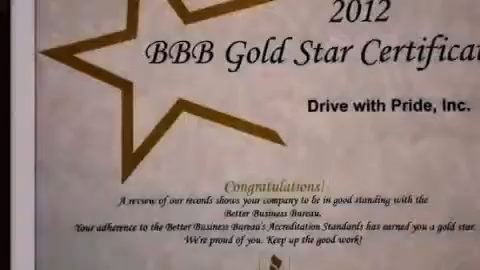 2012
BBB Gold Star Certifica
Drive with Pride, Inc.
Congratulations!
A review of our records shows your company to be in good standing with the
Better Business Bureau.
Your adherence to the Better Business Bureau's Accreditation Standards has earned you a gold star.
We're proud of you. Keep up the good work!